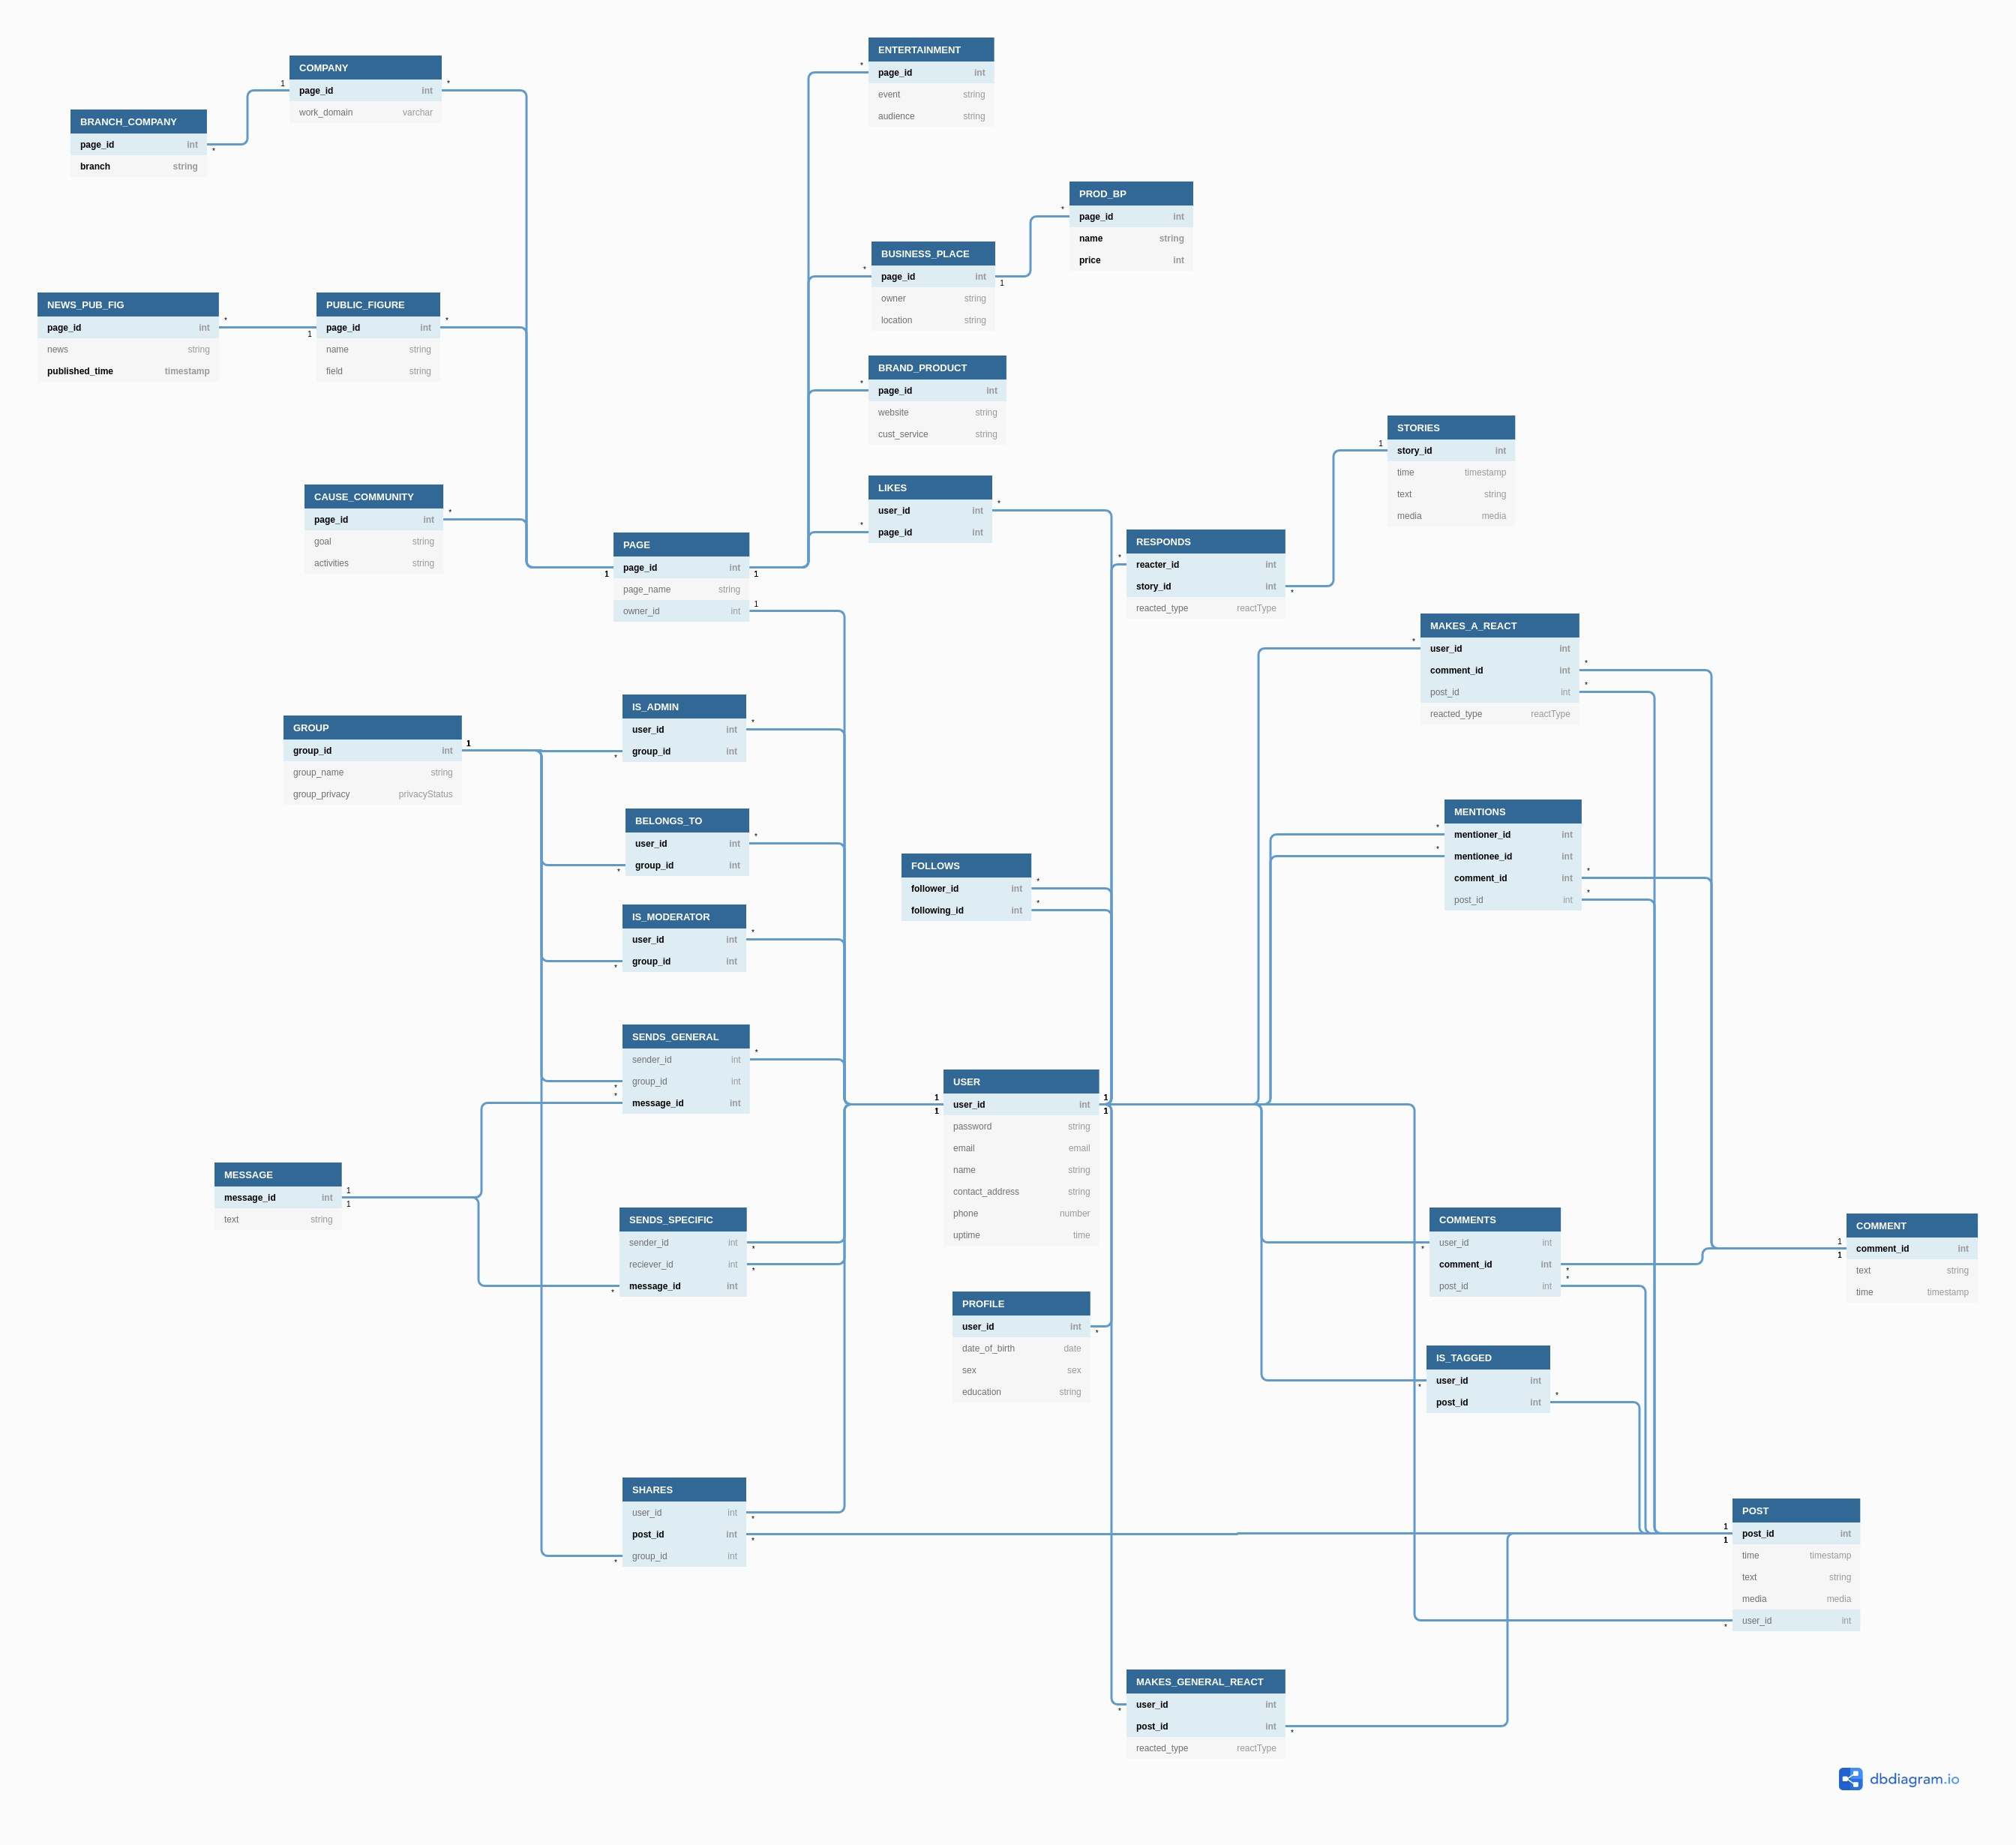 COMPANY
page_id int
work_domain varchar
BRANCH_COMPANY
page_id int
branch string
ENTERTAINMENT
page_id int
event string
audience string
PROD_BP
page_id int
name string
price int
BUSINESS_PLACE
page_id int
owner string
location string
NEWS_PUB_FIG
page_id int
news string
published_time timestamp
PUBLIC_FIGURE
page_id int
name string
field string
BRAND_PRODUCT
page_id int
website string
cust_service string
STORIES
story_id int
time timestamp
text string
media media
CAUSE_COMMUNITY
page_id int
goal string
activities string
LIKES
user_id int
page_id int
PAGE
page_id int
page_name string
owner_id int
RESPONDS
reacter_id int
story_id int
reacted_type reactType
MAKES_A_REACT
user_id int
comment_id int
post_id int
reacted_type reactType
GROUP
group_id int
group_name string
group_privacy privacyStatus
IS_ADMIN
user_id int
group_id int
BELONGS_TO
user_id int
group_id int
IS_MODERATOR
user_id int
group_id int
FOLLOWS
follower_id int
following_id int
MENTIONS
mentioner_id int
mentionee_id int
comment_id int
post_id int
SENDS_GENERAL
sender_id int
group_id int
message_id int
USER
user_id int
password string
email email
name string
contact_address string
phone number
uptime time
MESSAGE
message_id int
text string
SENDS_SPECIFIC
sender_id int
reciever_id int
message_id int
COMMENTS
user_id int
comment_id int
post_id int
COMMENT
comment_id int
text string
time timestamp
PROFILE
user_id int
date_of_birth date
sex sex
education string
IS_TAGGED
user_id int
post_id int
SHARES
user_id int
post_id int
group_id int
POST
post_id int
time timestamp
text string
media media
user_id int
MAKES_GENERAL_REACT
user_id int
post_id int
reacted_type reactType
dbdiagram.io